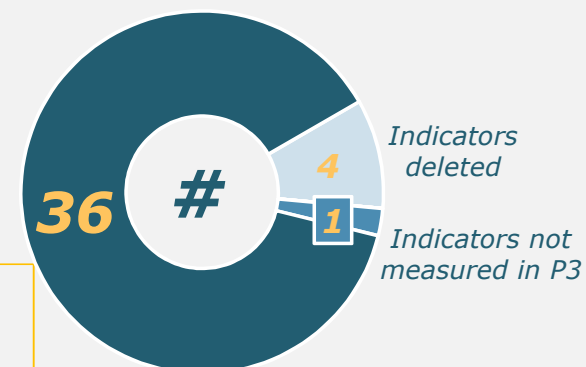 Indicators
deleted
4
36
#
1
Indicators not
measured in P3